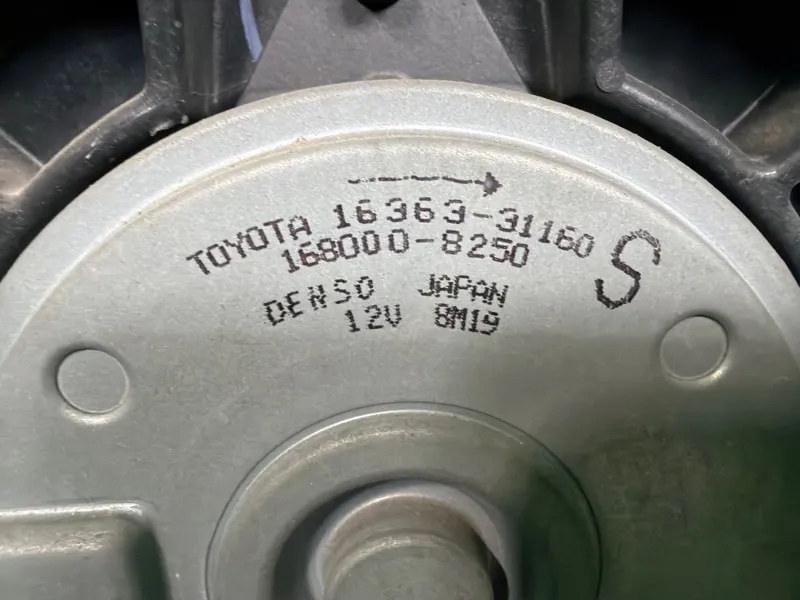 TOYOTA 16363-31160
168000-8250
S
DENSO JAPAN
12V 8M19